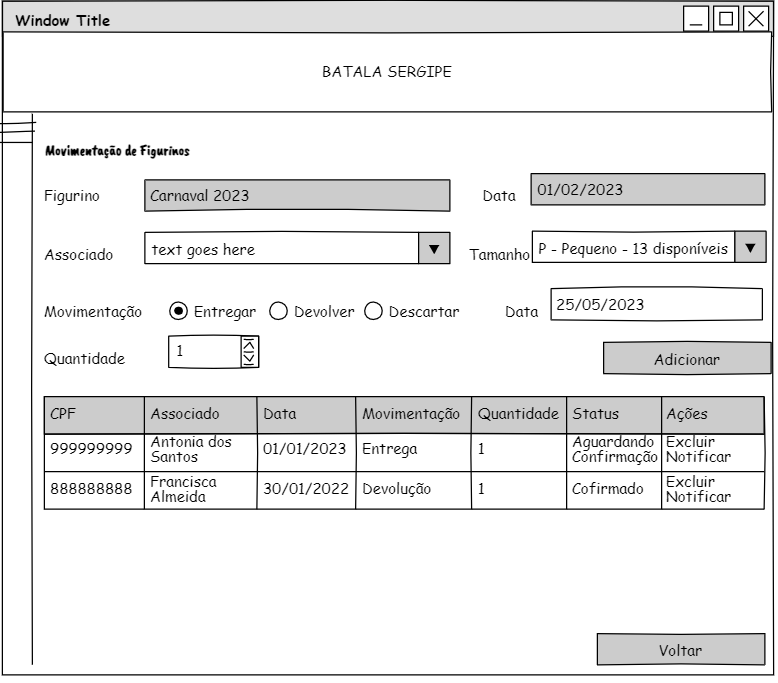 Window Title
BATALA SERGIPE
Movimentação de Figurinos
Figurino Carnaval 2023 Data 01/02/2023
Associado text goes here Tamanho P - Pequeno - 13 disponíveis
Movimentação Entregar Devolver Descartar Data 25/05/2023
Quantidade 1 Adicionar
CPF Associado Data Movimentação Quantidade Status Ações
999999999 Antonia dos Santos 01/01/2023 Entrega 1 Aguardando Confirmação Excluir Notificar
888888888 Francisca Almeida 30/01/2022 Devolução 1 Cofirmado Excluir Notificar
Voltar